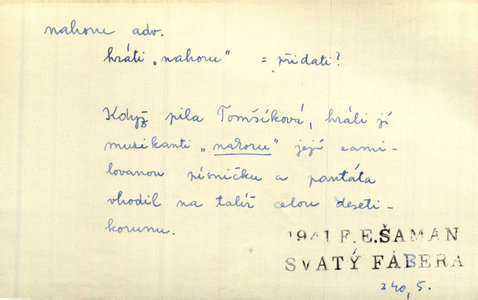 nahoru adv.
hráti „nahoru" = přidati?
Když pila Tomšíková, hráli jí
muzikanti „nahoru" její zami-
lovanou písničku a pantáta
vhodil na talíř celou deseti-
korunu.
1941 F. E. ŠAMAN
SVATÝ FÁBERA
240, 5.